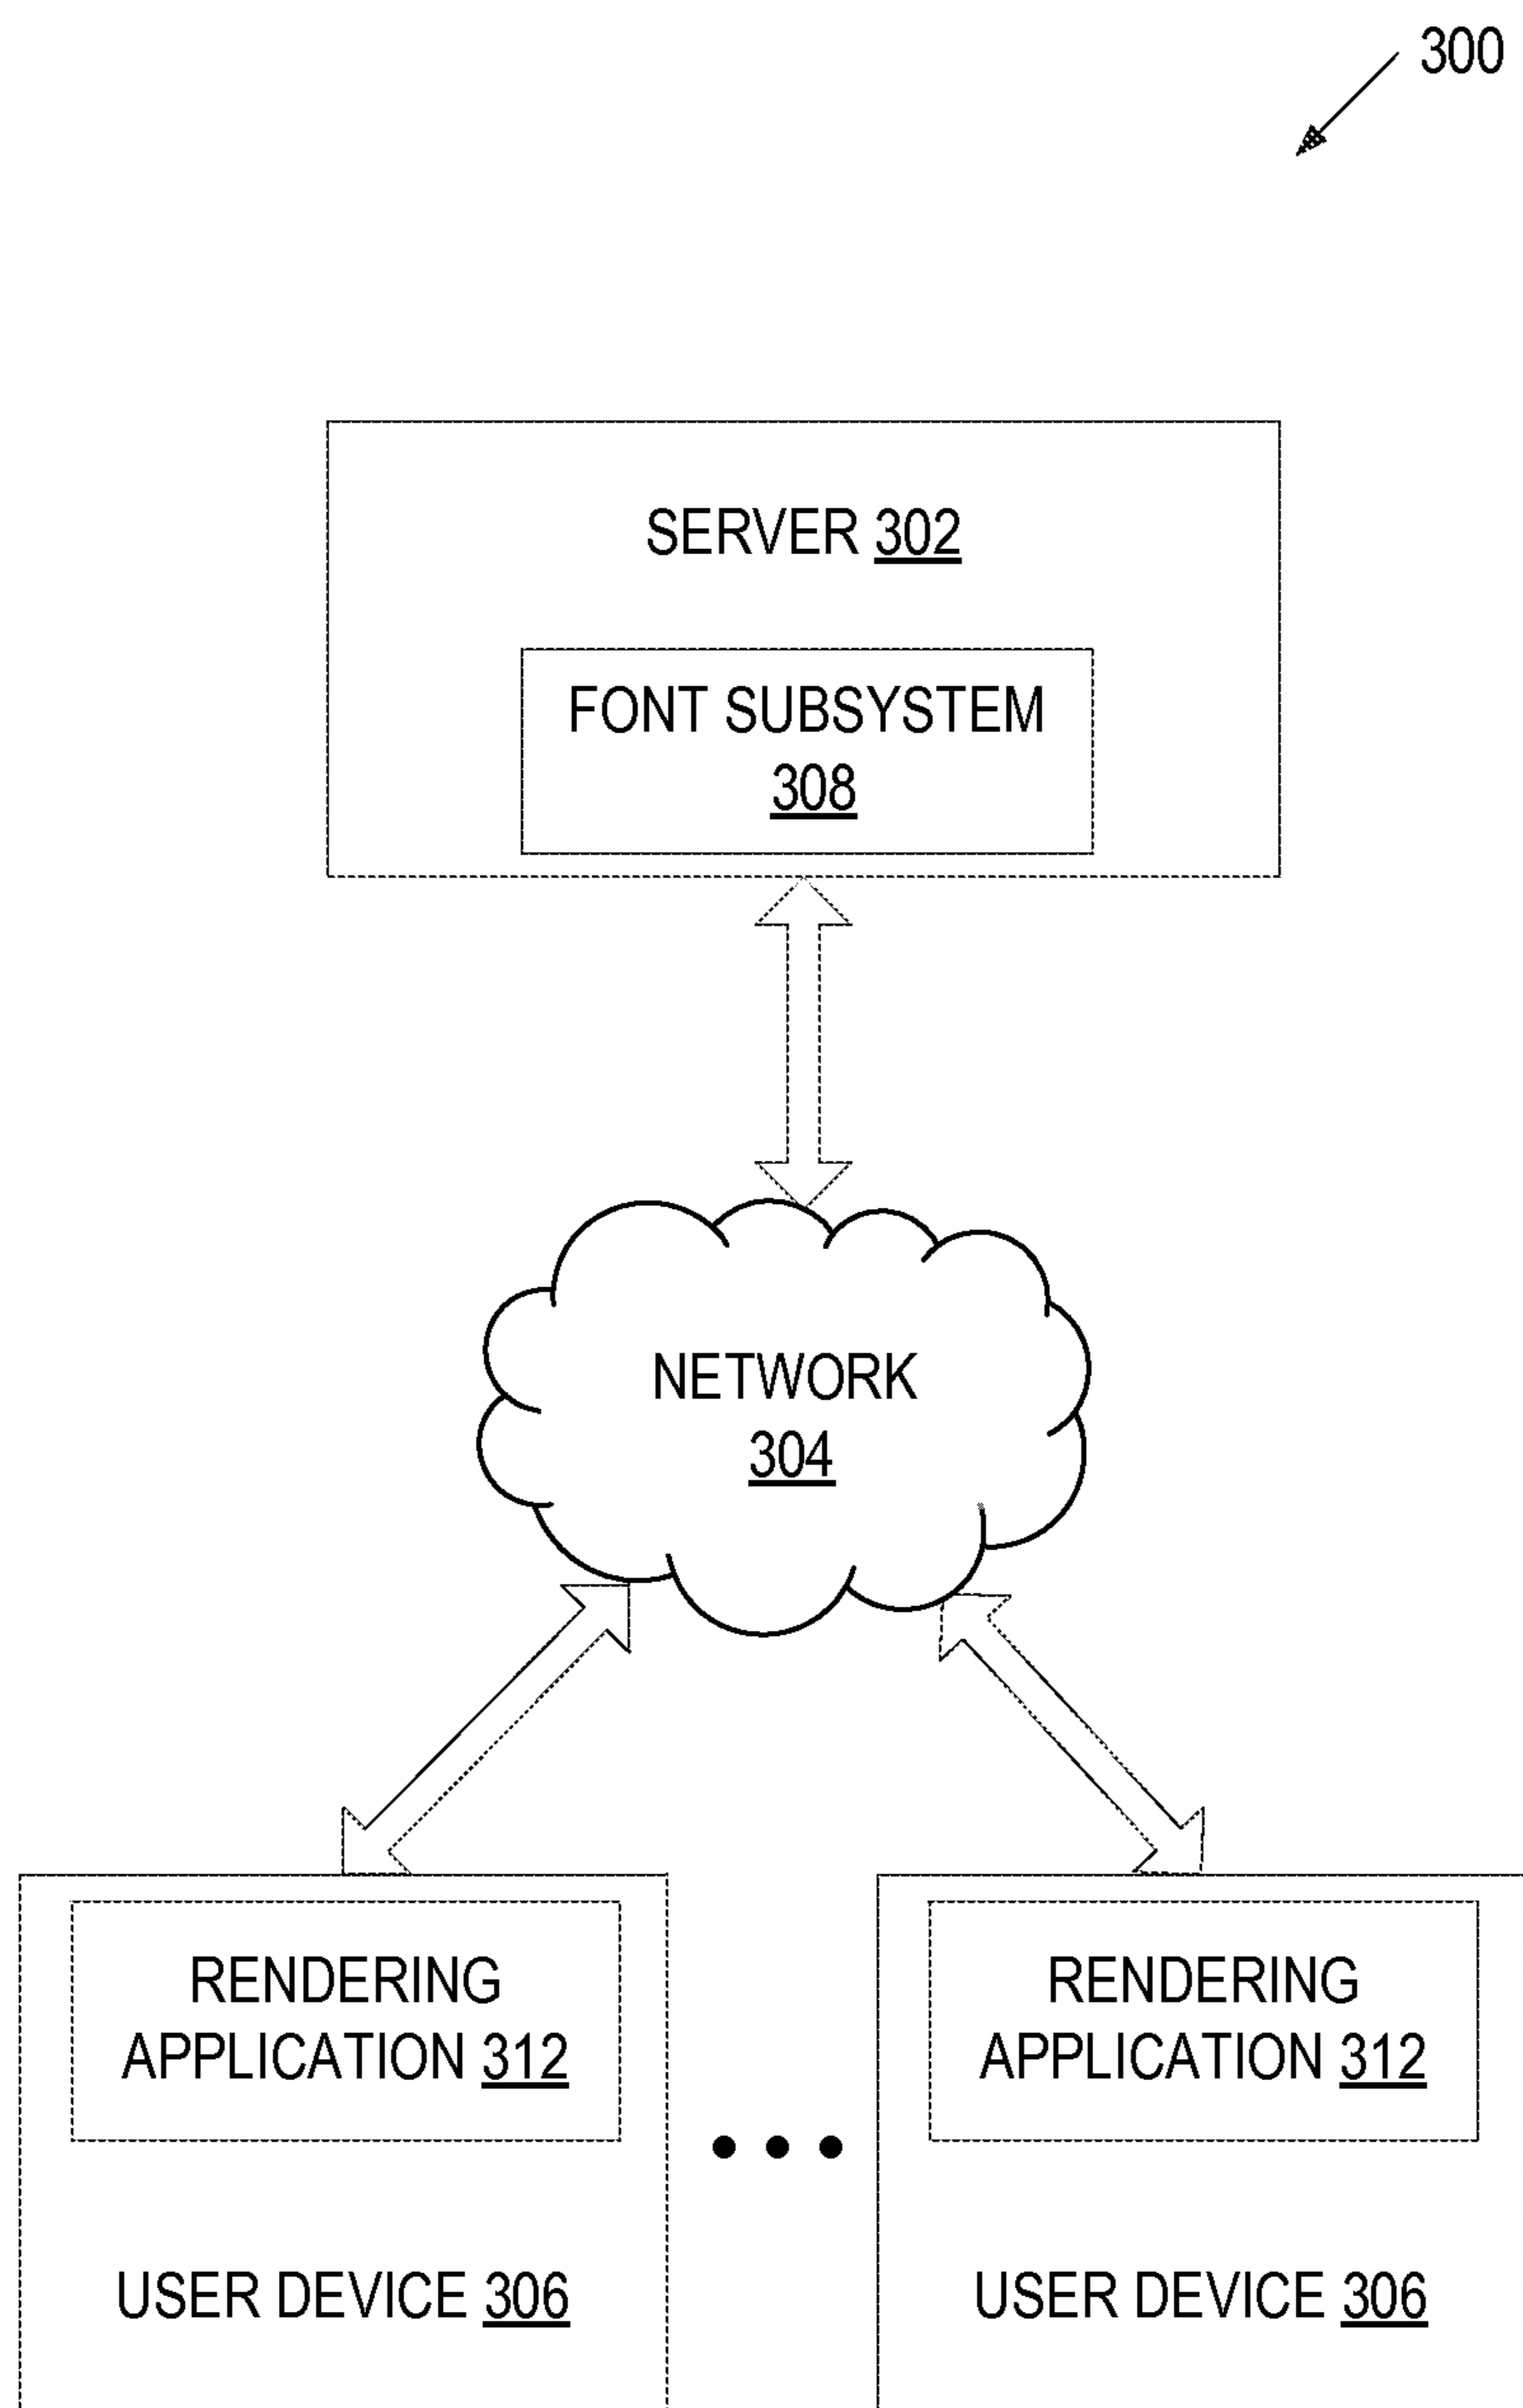 300
SERVER 302
FONT SUBSYSTEM
308
NETWORK
304
RENDERING
APPLICATION 312
USER DEVICE 306
RENDERING
APPLICATION 312
USER DEVICE 306